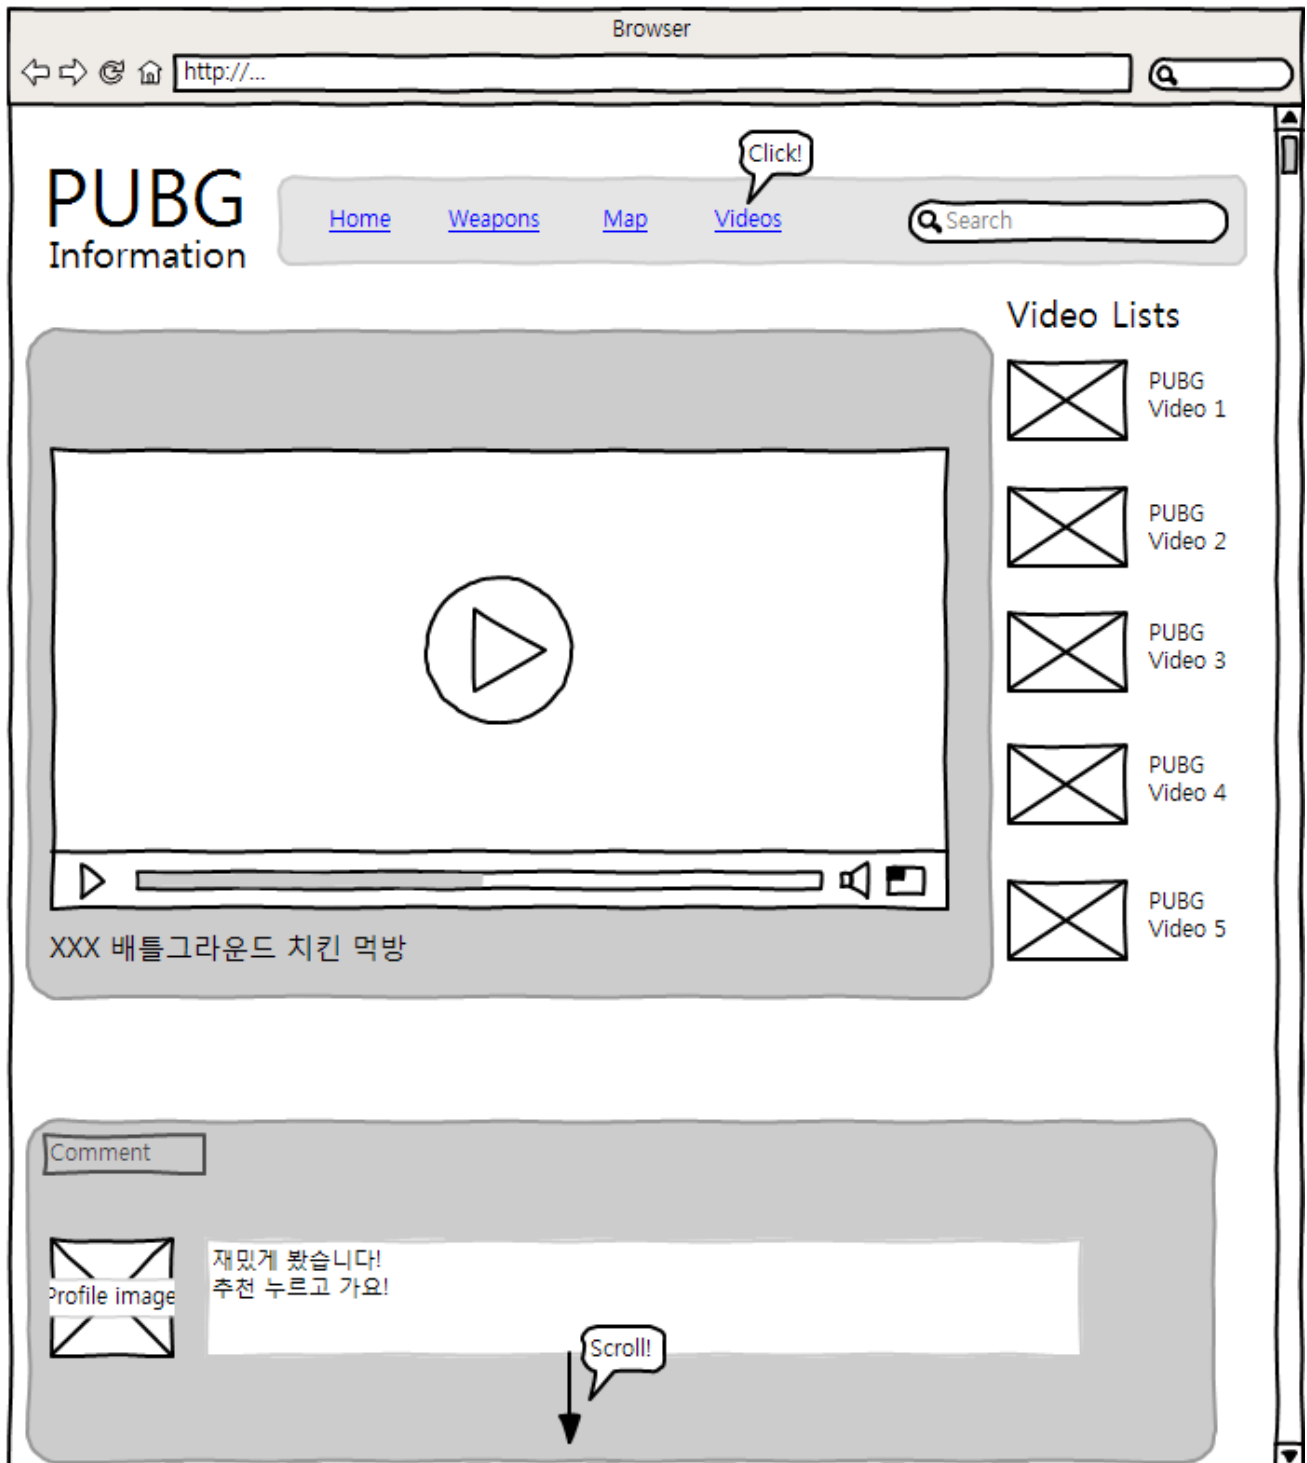 Browser
http://...
Click!
PUBG
Information
Home
Weapons
Map
Videos
Search
Video Lists
PUBG
Video 1
PUBG
Video 2
PUBG
Video 3
PUBG
Video 4
PUBG
Video 5
XXX 배틀그라운드 치킨 먹방
Comment
Profile image
재밌게 봤습니다!
추천 누르고 가요!
Scroll!